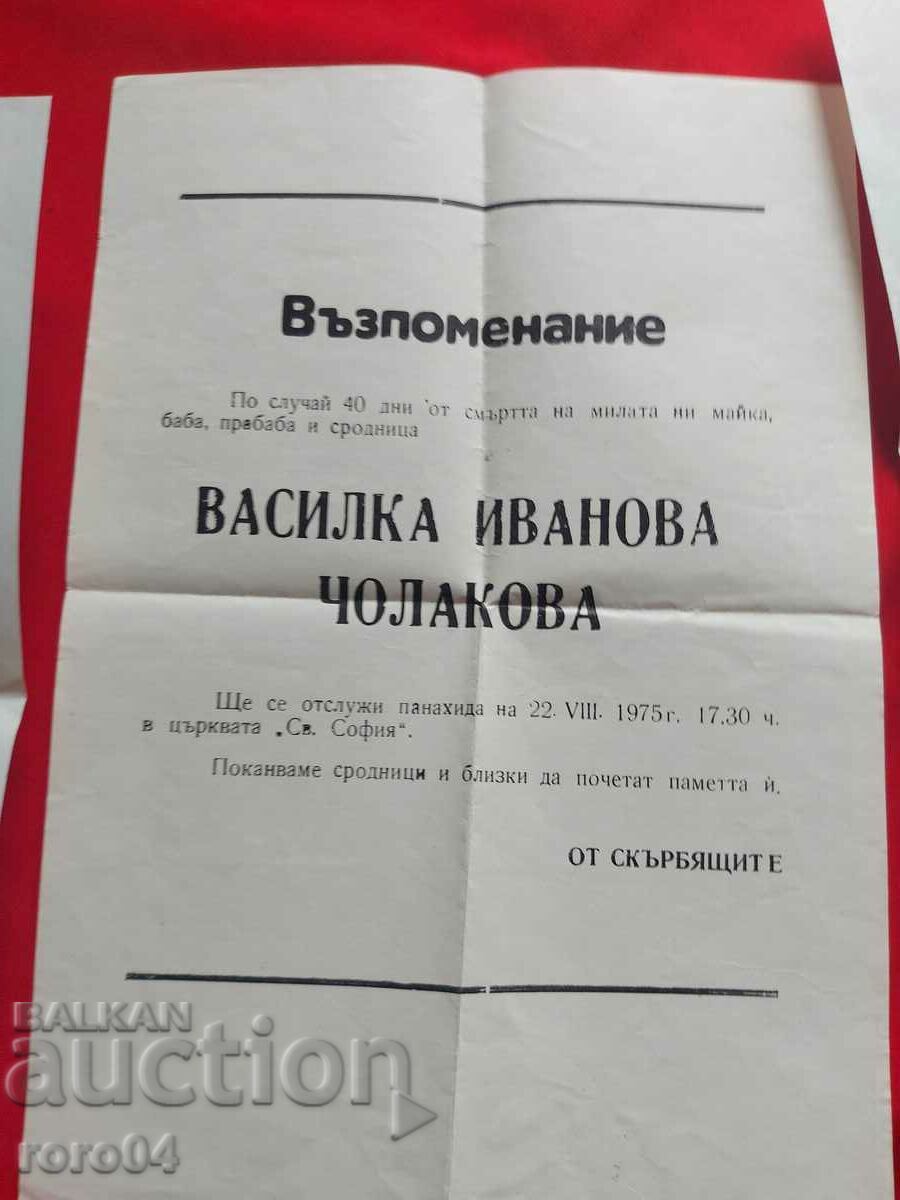 Възпоменание
По случай 40 дни от смъртта на милата ни майка,
баба, прабаба и сродница
ВАСИЛКА ИВАНОВА
ЧОЛАКОВА
Ще се отслужи панахида на 22. VIII. 1975 г. 17.30 ч.
в църквата „Св. София“.
Поканваме сродници и близки да почетат паметта ѝ.
ОТ СКЪРБЯЩИТЕ
BALKAN
auction
roro04